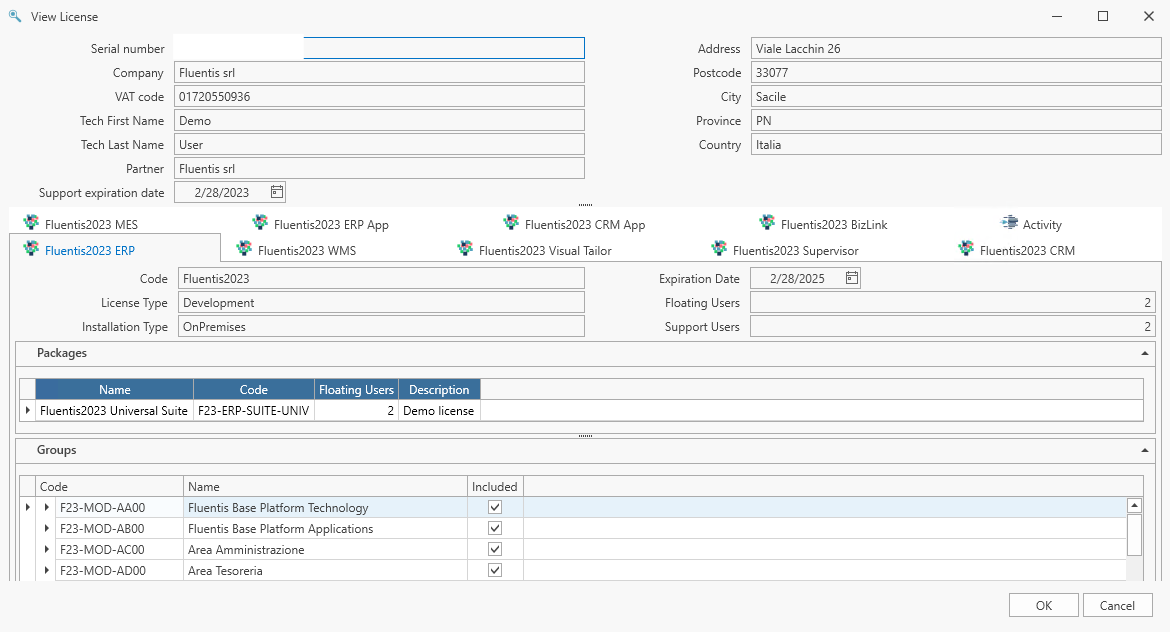 View License
Serial number
Company Fluentis srl
VAT code 01720550936
Tech First Name Demo
Tech Last Name User
Partner Fluentis srl
Support expiration date 2/28/2023
Address Viale Lacchin 26
Postcode 33077
City Sacile
Province PN
Country Italia
Fluentis2023 MES Fluentis2023 ERP App Fluentis2023 CRM App Fluentis2023 BizLink Activity
Fluentis2023 ERP Fluentis2023 WMS Fluentis2023 Visual Tailor Fluentis2023 Supervisor Fluentis2023 CRM
Code Fluentis2023
License Type Development
Installation Type OnPremises
Expiration Date 2/28/2025
Floating Users 2
Support Users 2
Packages
Name Code Floating Users Description
Fluentis2023 Universal Suite F23-ERP-SUITE-UNIV 2 Demo license
Groups
Code Name Included
F23-MOD-AA00 Fluentis Base Platform Technology
F23-MOD-AB00 Fluentis Base Platform Applications
F23-MOD-AC00 Area Amministrazione
F23-MOD-AD00 Area Tesoreria
OK Cancel